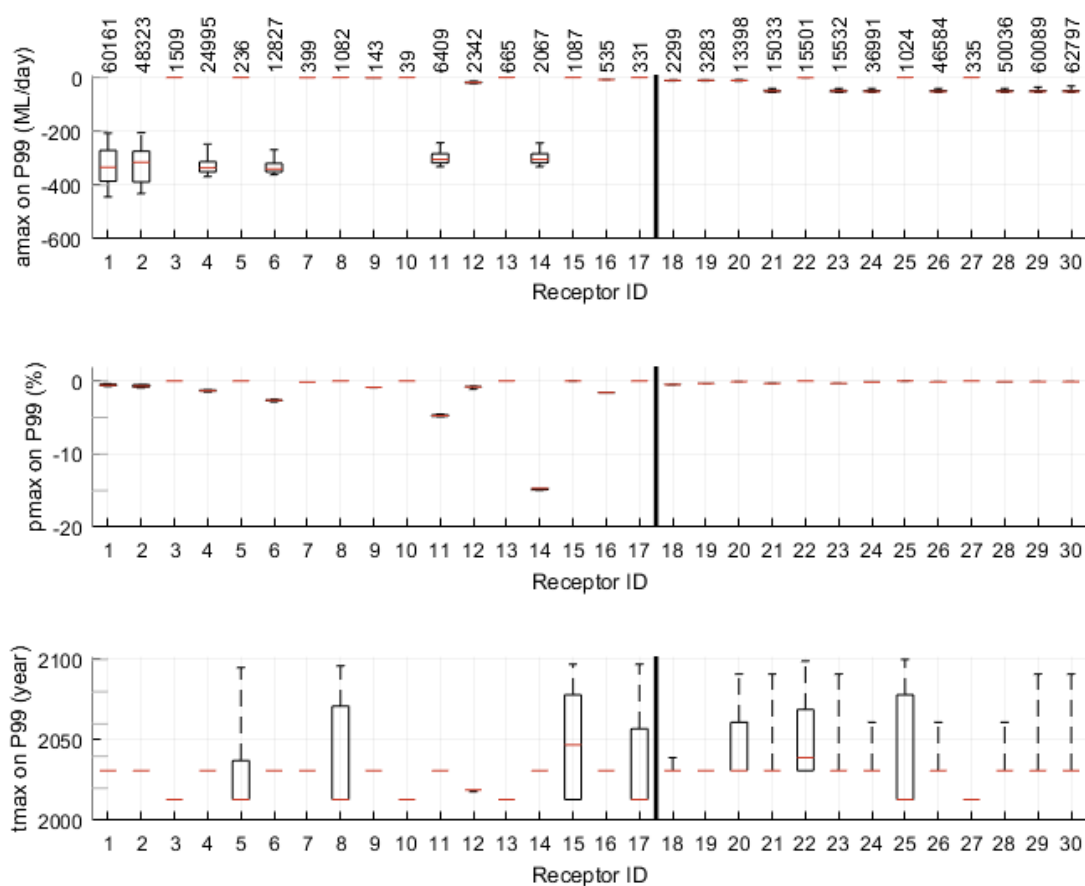 60161 48323 1509 24995 236 12827 399 1082 143 39 6409 2342 665 2067 1087 535 331 2299 3283 13398 15033 15501 15532 36991 1024 46584 335 50036 60089 62797
amax on P99 (ML/day)
0
-200
-400
-600
1 2 3 4 5 6 7 8 9 10 11 12 13 14 15 16 17 18 19 20 21 22 23 24 25 26 27 28 29 30
Receptor ID
pmax on P99 (%)
0
-10
-20
1 2 3 4 5 6 7 8 9 10 11 12 13 14 15 16 17 18 19 20 21 22 23 24 25 26 27 28 29 30
Receptor ID
tmax on P99 (year)
2100
2050
2000
1 2 3 4 5 6 7 8 9 10 11 12 13 14 15 16 17 18 19 20 21 22 23 24 25 26 27 28 29 30
Receptor ID